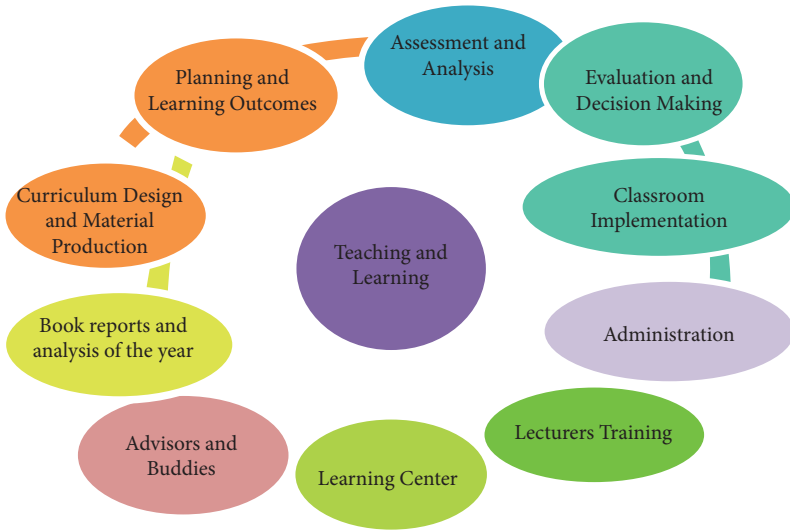 Assessment and
Analysis
Evaluation and
Decision Making
Classroom
Implementation
Administration
Lecturers Training
Learning Center
Advisors and
Buddies
Book reports and
analysis of the year
Curriculum Design
and Material
Production
Planning and
Learning Outcomes
Teaching and
Learning